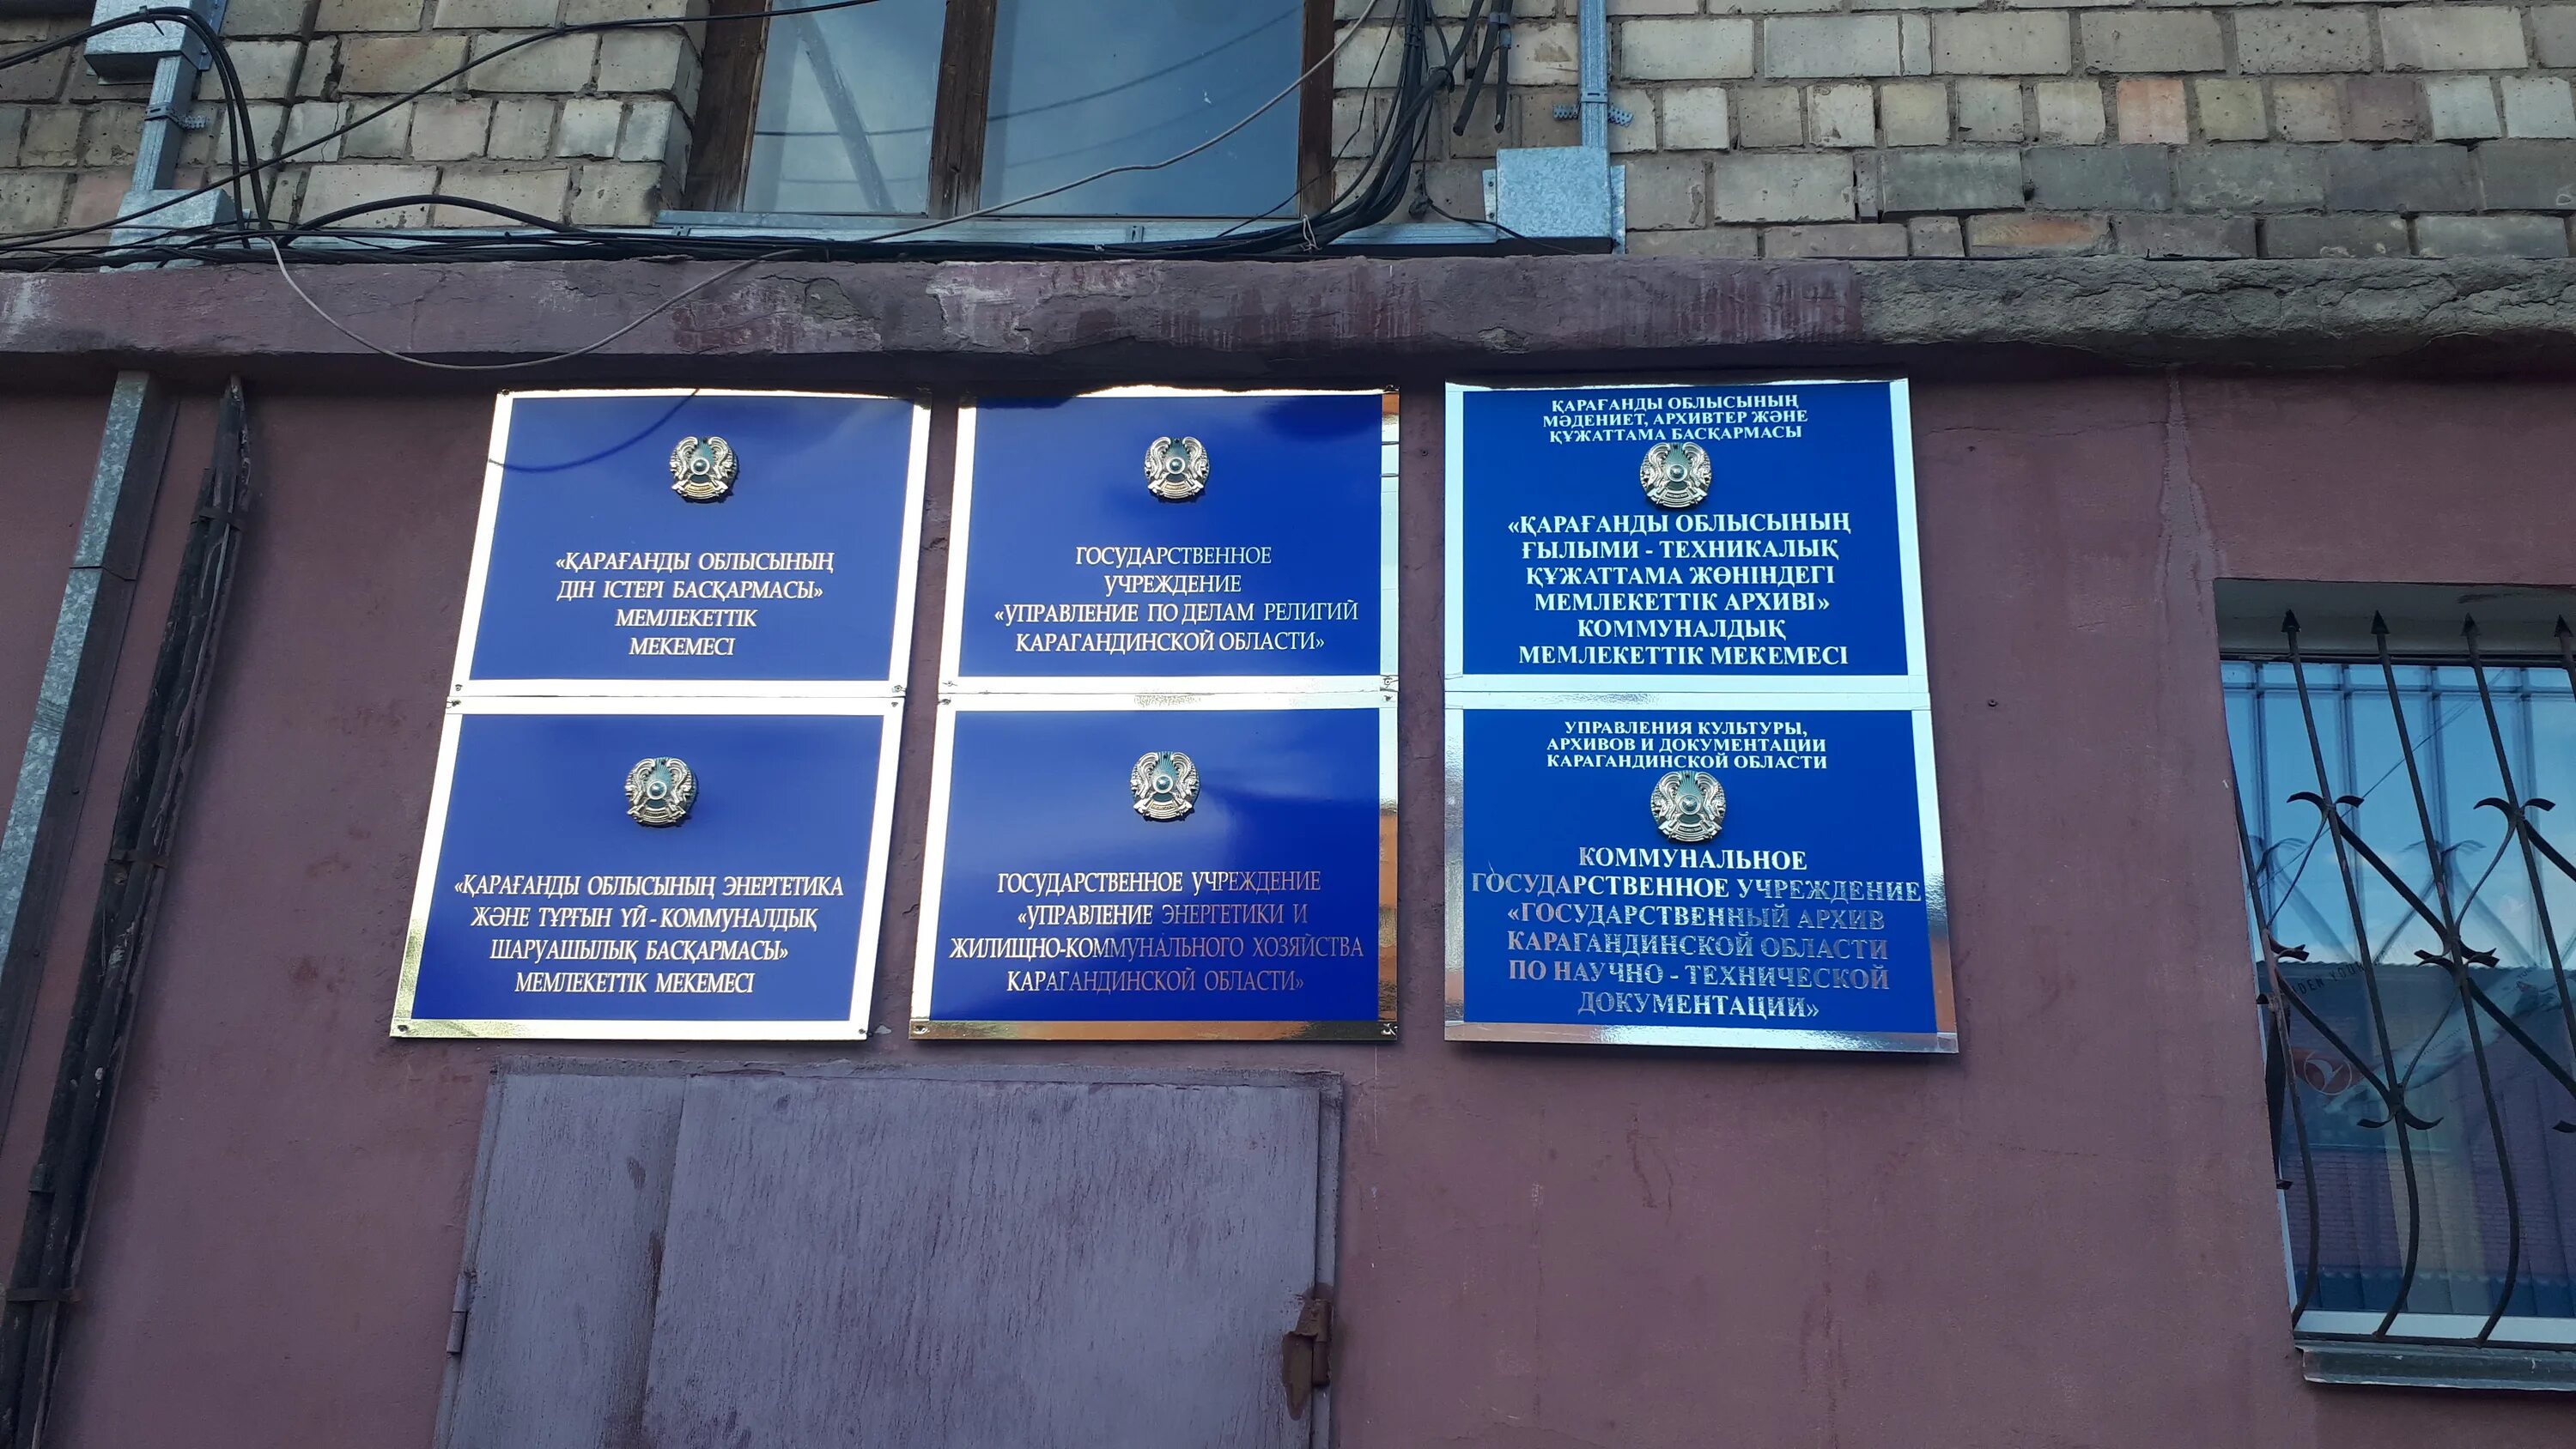 «ҚАРАҒАНДЫ ОБЛЫСЫНЫҢ
ДІН ІСТЕРІ БАСҚАРМАСЫ»
МЕМЛЕКЕТТІК
МЕКЕМЕСІ
ГОСУДАРСТВЕННОЕ
УЧРЕЖДЕНИЕ
«УПРАВЛЕНИЕ ПО ДЕЛАМ РЕЛИГИЙ
КАРАГАНДИНСКОЙ ОБЛАСТИ»
ҚАРАҒАНДЫ ОБЛЫСЫНЫҢ
МӘДЕНИЕТ, АРХИВТЕР ЖӘНЕ
ҚҰЖАТТАМА БАСҚАРМАСЫ
«ҚАРАҒАНДЫ ОБЛЫСЫНЫҢ
ҒЫЛЫМИ - ТЕХНИКАЛЫҚ
ҚҰЖАТТАМА ЖӨНІНДЕГІ
МЕМЛЕКЕТТІК АРХИВІ»
КОММУНАЛДЫҚ
МЕМЛЕКЕТТІК МЕКЕМЕСІ
«ҚАРАҒАНДЫ ОБЛЫСЫНЫҢ ЭНЕРГЕТИКА
ЖӘНЕ ТҰРҒЫН ҮЙ - КОММУНАЛДЫҚ
ШАРУАШЫЛЫҚ БАСҚАРМАСЫ»
МЕМЛЕКЕТТІК МЕКЕМЕСІ
ГОСУДАРСТВЕННОЕ УЧРЕЖДЕНИЕ
«УПРАВЛЕНИЕ ЭНЕРГЕТИКИ И
ЖИЛИЩНО-КОММУНАЛЬНОГО ХОЗЯЙСТВА
КАРАГАНДИНСКОЙ ОБЛАСТИ»
УПРАВЛЕНИЯ КУЛЬТУРЫ,
АРХИВОВ И ДОКУМЕНТАЦИИ
КАРАГАНДИНСКОЙ ОБЛАСТИ
КОММУНАЛЬНОЕ
ГОСУДАРСТВЕННОЕ УЧРЕЖДЕНИЕ
«ГОСУДАРСТВЕННЫЙ АРХИВ
КАРАГАНДИНСКОЙ ОБЛАСТИ
ПО НАУЧНО - ТЕХНИЧЕСКОЙ
ДОКУМЕНТАЦИИ»